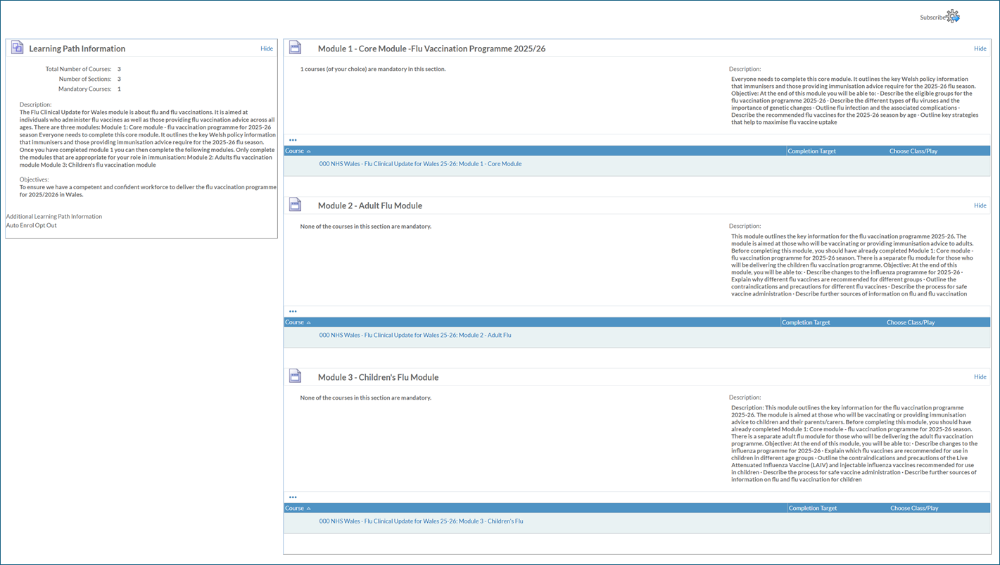 Subscribe
Learning Path Information
Hide
Total Number of Courses: 3
Number of Sections: 3
Mandatory Courses: 1
Description:
The Flu Clinical Update for Wales module is about flu and flu vaccinations. It is aimed at
individuals who administer flu vaccines as well as those providing flu vaccination advice across all
ages. There are three modules: Module 1: Core module - flu vaccination programme for 2025-26
season Everyone needs to complete this core module. It outlines the key Welsh policy information
that immunisers and those providing immunisation advice require for the 2025-26 flu season.
Once you have completed module 1 you can then complete the following modules. Only complete
the modules that are appropriate for your role in immunisation: Module 2: Adults flu vaccination
module Module 3: Children's flu vaccination module
Objectives:
To ensure we have a competent and confident workforce to deliver the flu vaccination programme
for 2025/2026 in Wales.
Additional Learning Path Information
Auto Enrol Opt Out
Module 1 - Core Module -Flu Vaccination Programme 2025/26
Hide
1 courses (of your choice) are mandatory in this section.
Description:
Everyone needs to complete this core module. It outlines the key Welsh policy information
that immunisers and those providing immunisation advice require for the 2025-26 flu season.
Objective: At the end of this module you will be able to: · Describe the eligible groups for the
flu vaccination programme 2025-26 · Describe the different types of flu viruses and the
importance of genetic changes · Outline flu infection and the associated complications ·
Describe the recommended flu vaccines for the 2025-26 season by age · Outline key strategies
that help to maximise flu vaccine uptake
•••
Course Completion Target Choose Class/Play
000 NHS Wales - Flu Clinical Update for Wales 25-26: Module 1 - Core Module
Module 2 - Adult Flu Module
Hide
None of the courses in this section are mandatory.
Description:
This module outlines the key information for the flu vaccination programme 2025-26. The
module is aimed at those who will be vaccinating or providing immunisation advice to adults.
Before completing this module, you should have already completed Module 1: Core module -
flu vaccination programme for 2025-26 season. There is a separate flu module for those who
will be delivering the children flu vaccination programme. Objective: At the end of this
module, you will be able to: · Describe changes to the influenza programme for 2025-26 ·
Explain why different flu vaccines are recommended for different groups · Outline the
contraindications and precautions for different flu vaccines · Describe the process for safe
vaccine administration · Describe further sources of information on flu and flu vaccination
•••
Course Completion Target Choose Class/Play
000 NHS Wales - Flu Clinical Update for Wales 25-26: Module 2 - Adult Flu
Module 3 - Children's Flu Module
Hide
None of the courses in this section are mandatory.
Description:
Description: This module outlines the key information for the flu vaccination programme
2025-26. The module is aimed at those who will be vaccinating or providing immunisation
advice to children and their parents/carers. Before completing this module, you should have
already completed Module 1: Core module - flu vaccination programme for 2025-26 season.
There is a separate adult flu module for those who will be delivering the adult flu vaccination
programme. Objective: At the end of this module, you will be able to: · Describe changes to the
influenza programme for 2025-26 · Explain which flu vaccines are recommended for use in
children in different age groups · Outline the contraindications and precautions of the Live
Attenuated Influenza Vaccine (LAIV) and injectable influenza vaccines recommended for use
in children · Describe the process for safe vaccine administration · Describe further sources of
information on flu and flu vaccination for children
•••
Course Completion Target Choose Class/Play
000 NHS Wales - Flu Clinical Update for Wales 25-26: Module 3 - Children's Flu